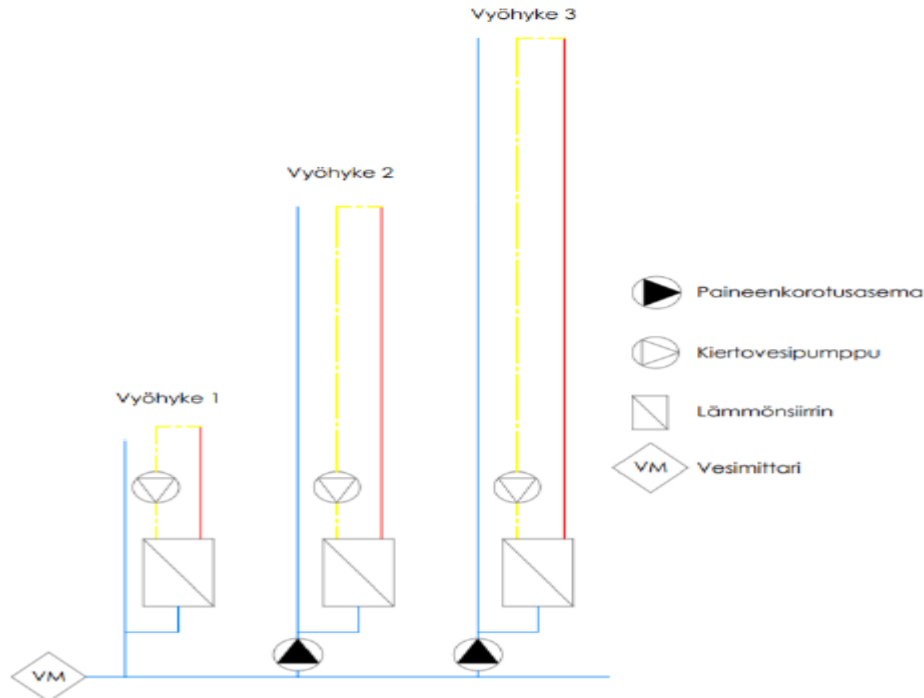 Vyöhyke 3
Vyöhyke 2
Vyöhyke 1
Paineenkorotusasema
Kiertovesipumppu
Lämmönsiirrin
VM Vesimittari
VM